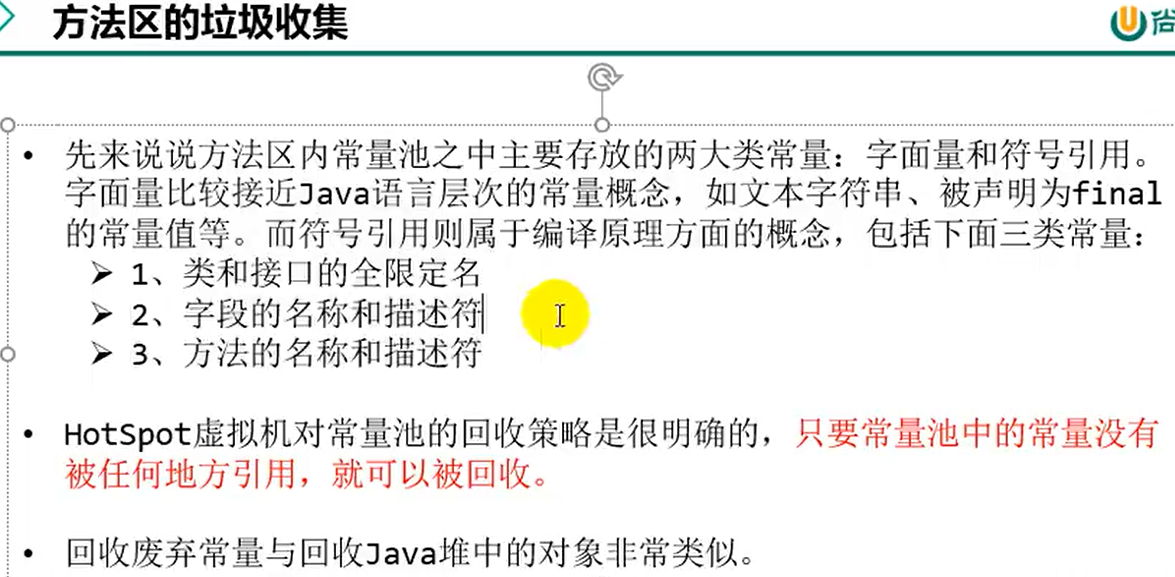 方法区的垃圾收集
尚
• 先来说说方法区内常量池之中主要存放的两大类常量：字面量和符号引用。
字面量比较接近Java语言层次的常量概念，如文本字符串、被声明为final
的常量值等。而符号引用则属于编译原理方面的概念，包括下面三类常量：
➢ 1、类和接口的全限定名
➢ 2、字段的名称和描述符
➢ 3、方法的名称和描述符
• HotSpot虚拟机对常量池的回收策略是很明确的，只要常量池中的常量没有
被任何地方引用，就可以被回收。
• 回收废弃常量与回收Java堆中的对象非常类似。